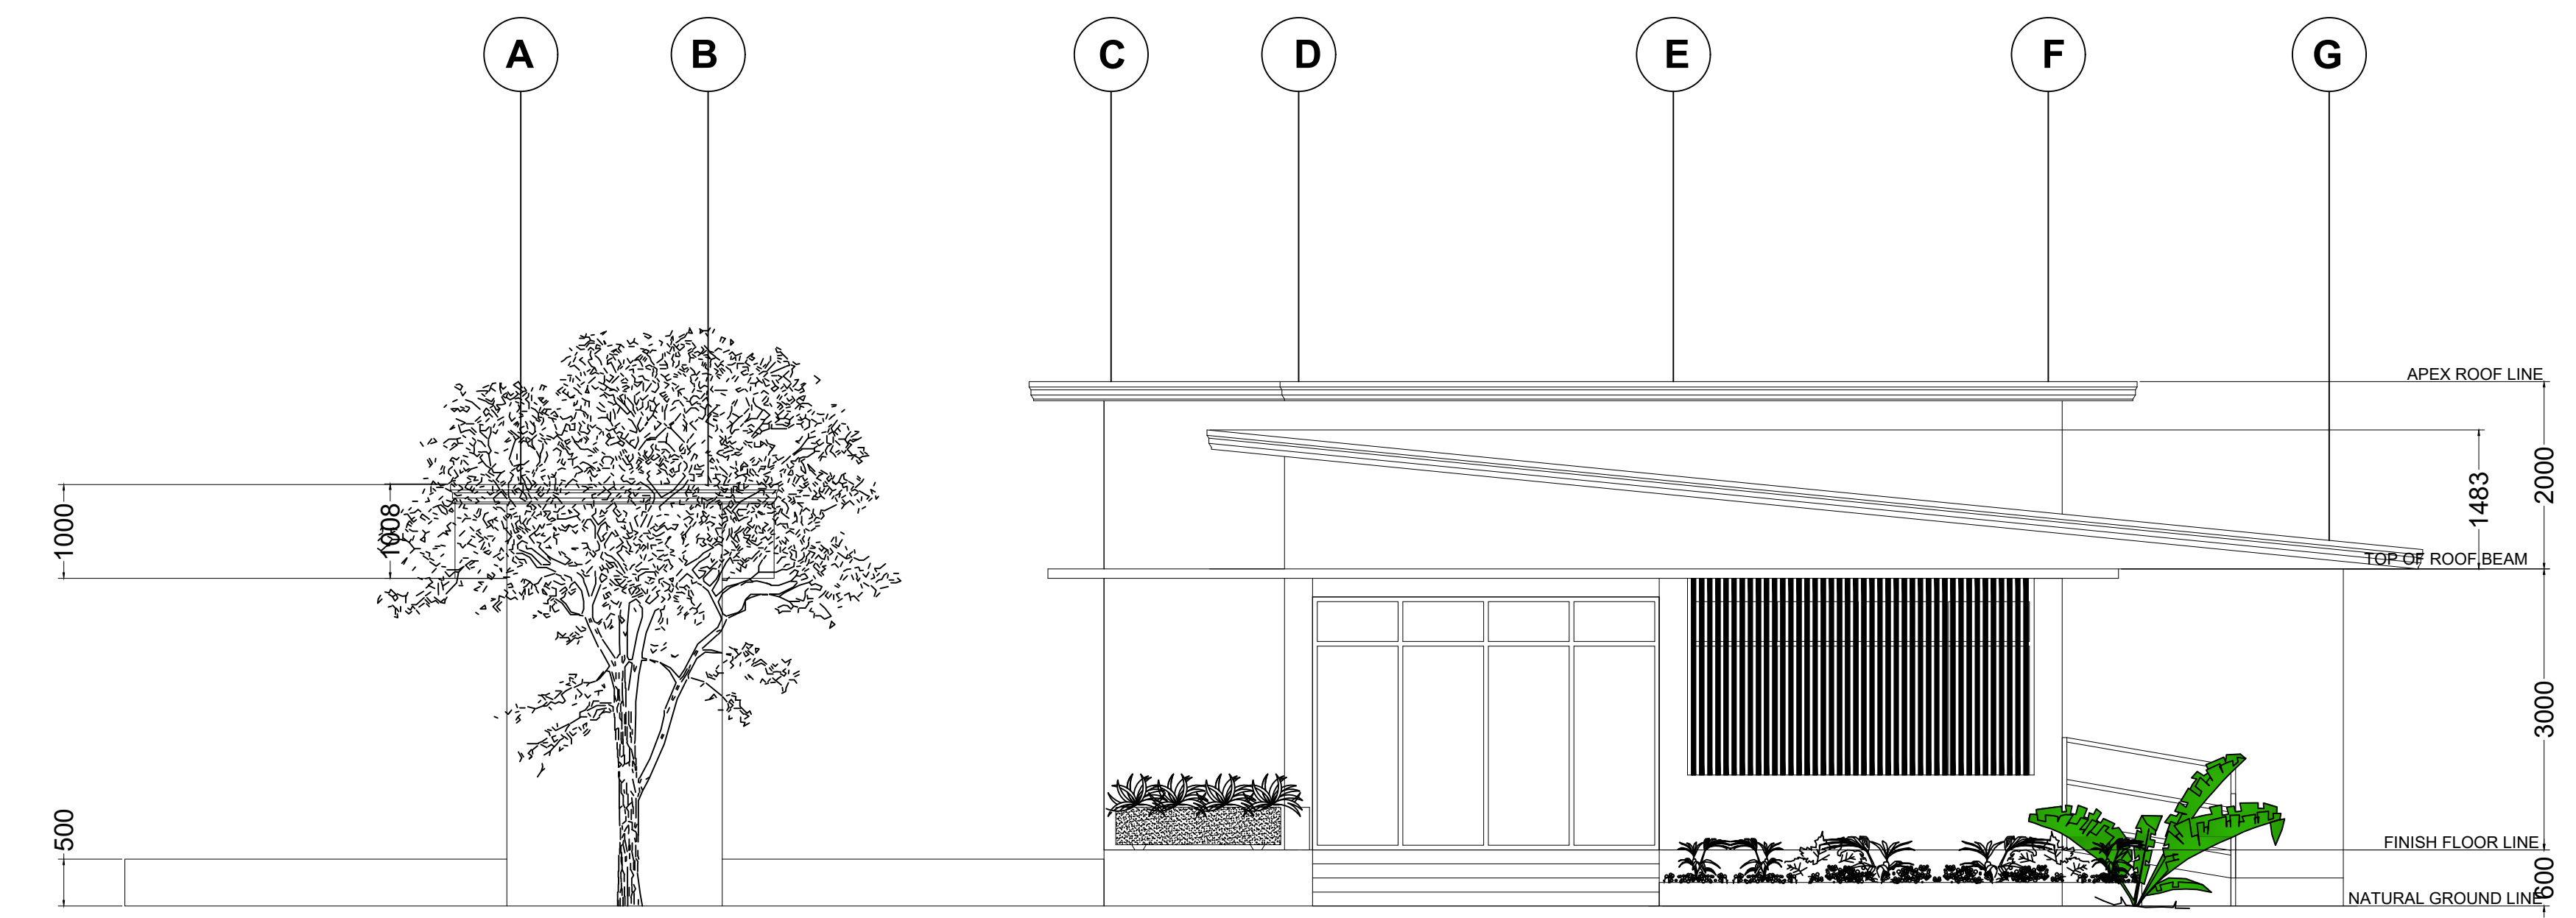 A B C D E F G
APEX ROOF LINE
2000
1483
1000
1008
TOP OF ROOF BEAM
3000
500
FINISH FLOOR LINE
600
NATURAL GROUND LINE